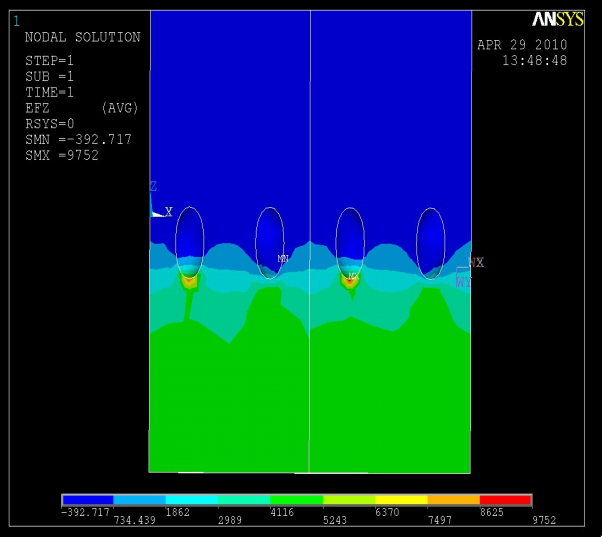 1
ANSYS
NODAL SOLUTION
APR 29 2010
13:48:48
STEP=1
SUB =1
TIME=1
EFZ (AVG)
RSYS=0
SMN =-392.717
SMX =9752
Z
X
MN
MX
WX
-392.717 1862 4116 6370 8625
734.439 2989 5243 7497 9752